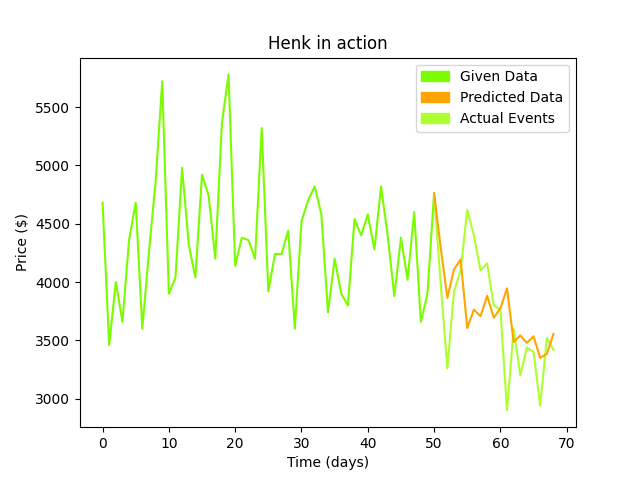 Henk in action
Given Data
Predicted Data
Actual Events
Price ($)
5500
5000
4500
4000
3500
3000
0 10 20 30 40 50 60 70
Time (days)